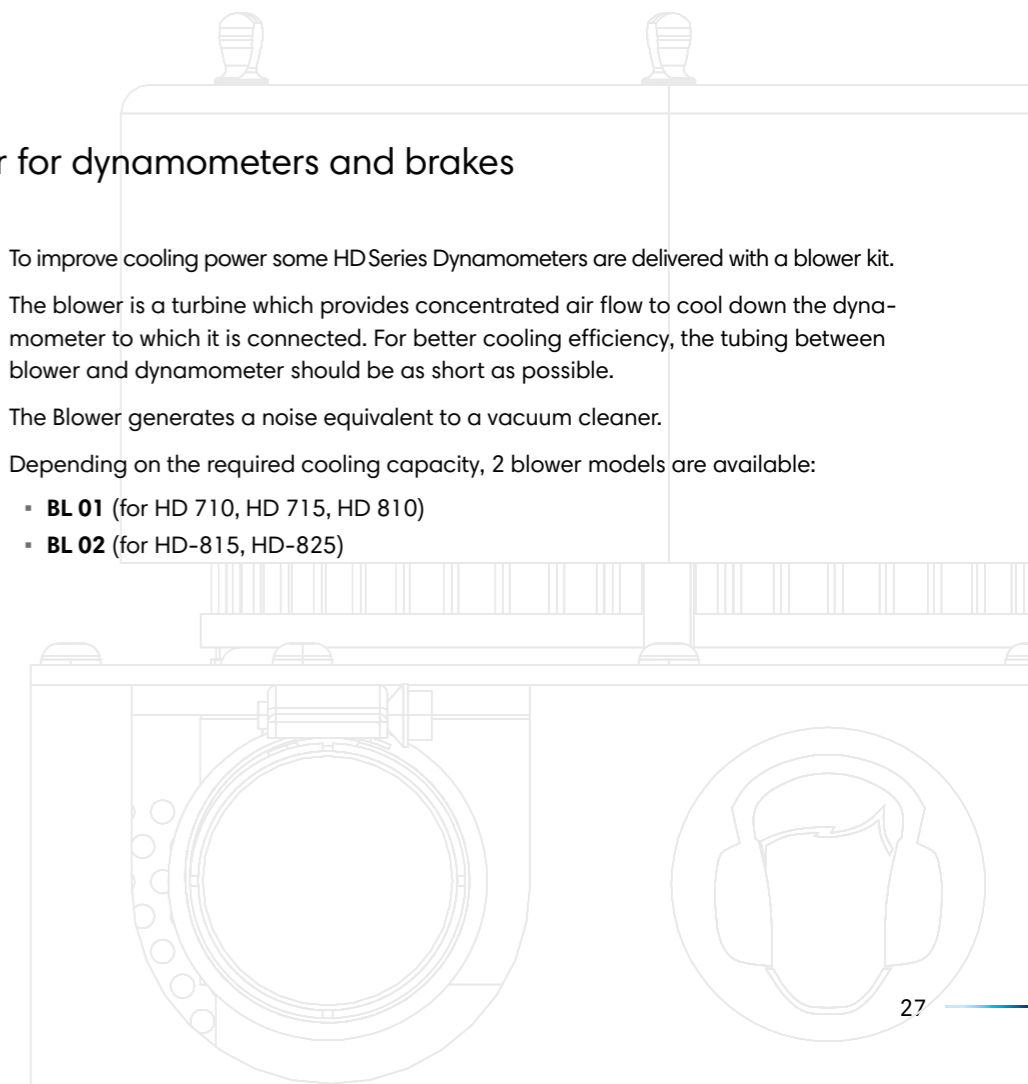 r for dynamometers and brakes
To improve cooling power some HD Series Dynamometers are delivered with a blower kit.
The blower is a turbine which provides concentrated air flow to cool down the dyna-
mometer to which it is connected. For better cooling efficiency, the tubing between
blower and dynamometer should be as short as possible.
The Blower generates a noise equivalent to a vacuum cleaner.
Depending on the required cooling capacity, 2 blower models are available:
▪ BL 01 (for HD 710, HD 715, HD 810)
▪ BL 02 (for HD-815, HD-825)
27